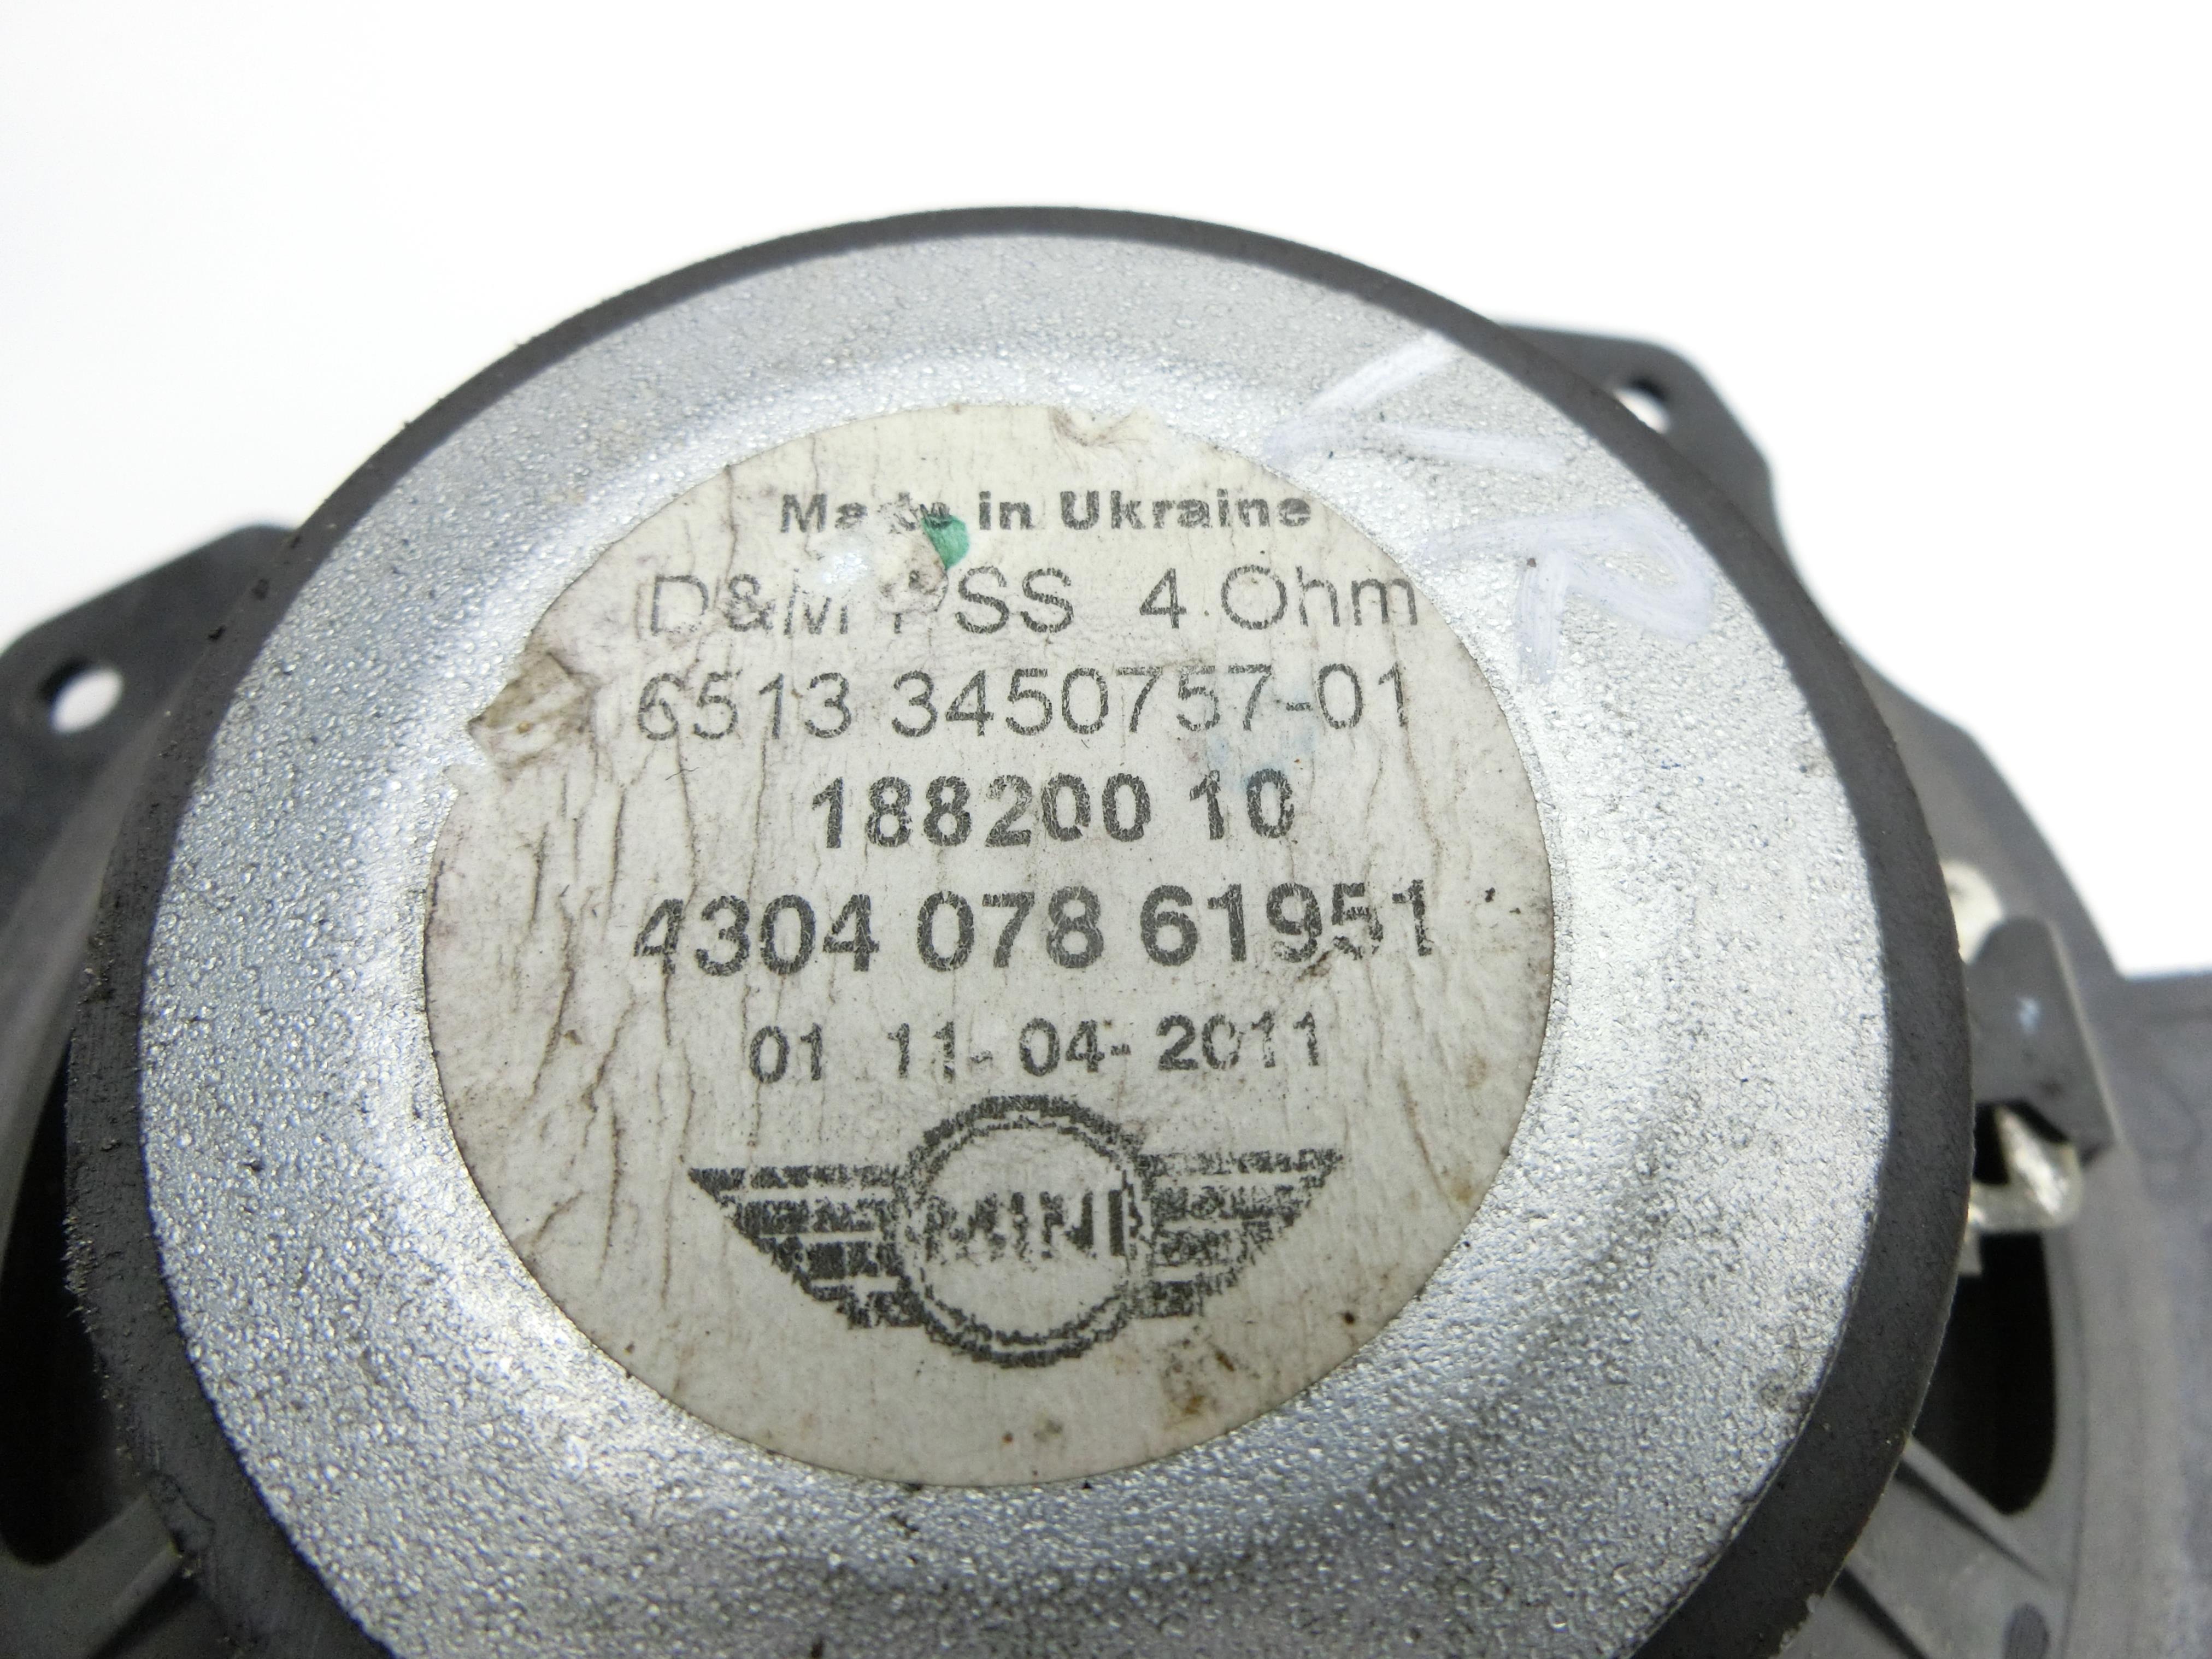 Made in Ukraine
D&M PSS 4 Ohm
6513 3450757-01
188200 10
4304 078 61951
01 11-04-2011
MINI